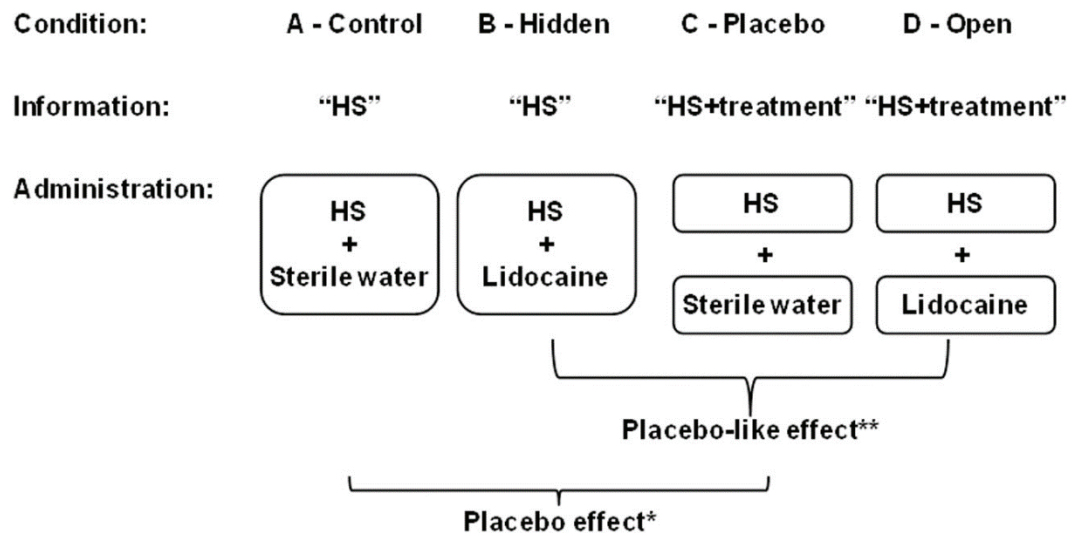 Condition: A - Control B - Hidden C - Placebo D - Open
Information: “HS” “HS” “HS+treatment” “HS+treatment”
Administration:
HS HS HS HS
+ + + +
Sterile water Lidocaine Sterile water Lidocaine
Placebo-like effect**
Placebo effect*